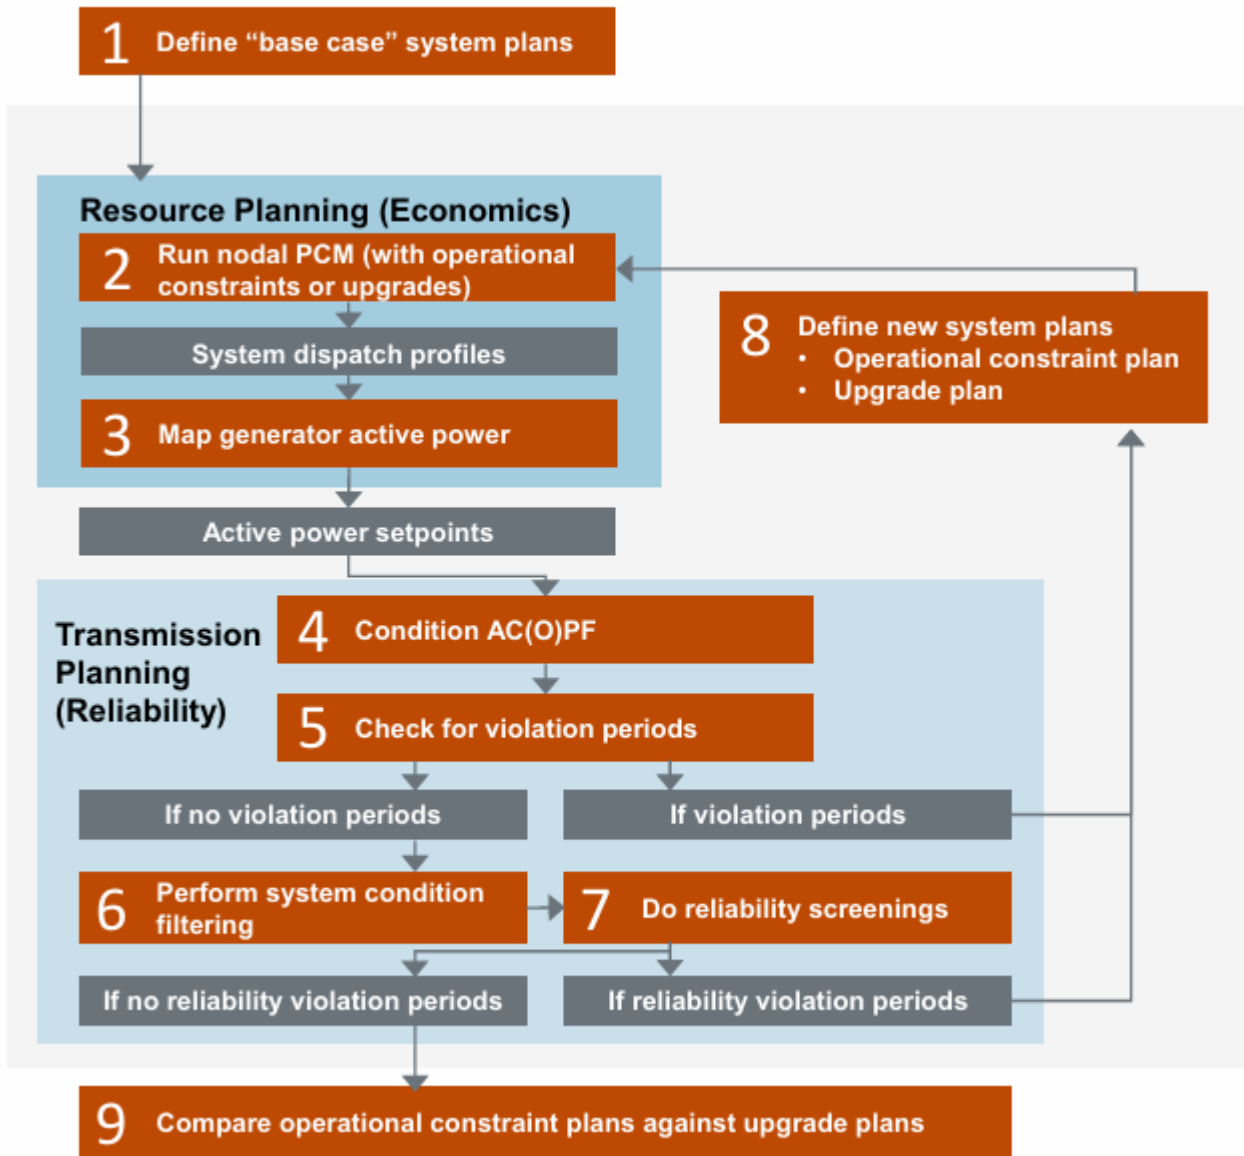 1 Define “base case” system plans
Resource Planning (Economics)
2 Run nodal PCM (with operational
constraints or upgrades)
System dispatch profiles
3 Map generator active power
8 Define new system plans
• Operational constraint plan
• Upgrade plan
Active power setpoints
Transmission
Planning
(Reliability)
4 Condition AC(O)PF
5 Check for violation periods
If no violation periods
If violation periods
6 Perform system condition
filtering
7 Do reliability screenings
If no reliability violation periods
If reliability violation periods
9 Compare operational constraint plans against upgrade plans